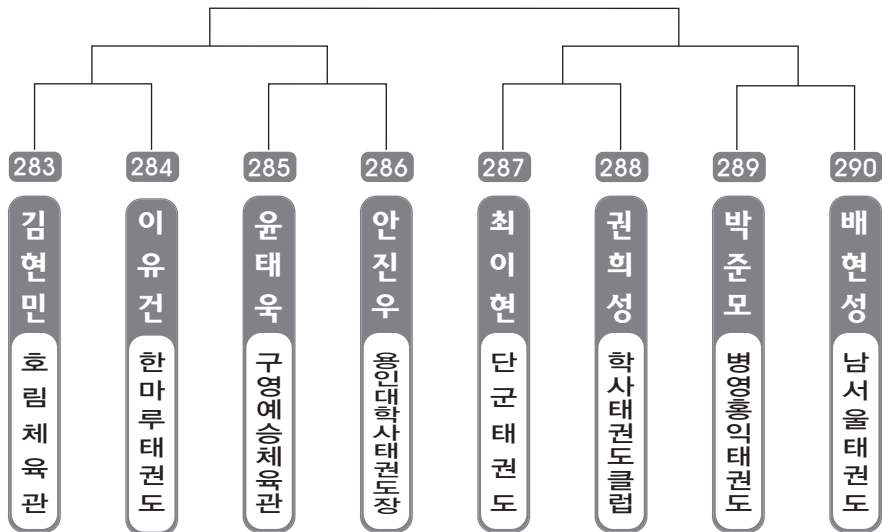 283
김현민
호림체육관
284
이유건
한마루태권도
285
윤태욱
구영예승체육관
286
안진우
용인대학사태권도장
287
최이현
단군태권도
288
권희성
학사태권도클럽
289
박준모
병영홍익태권도
290
배현성
남서울태권도